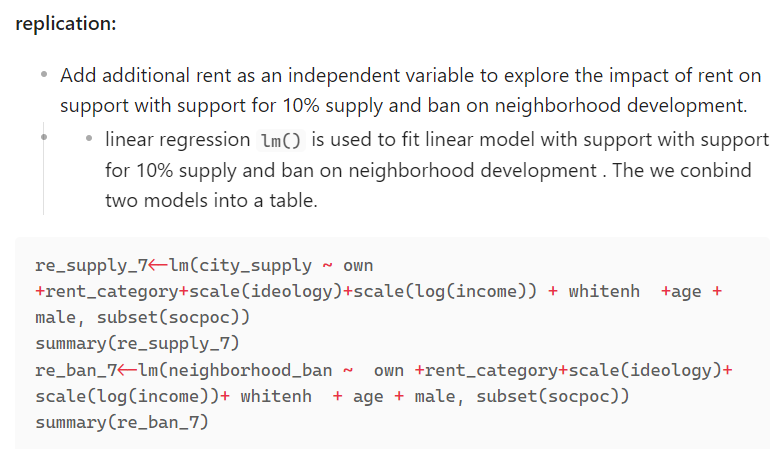 replication:
Add additional rent as an independent variable to explore the impact of rent on
support with support for 10% supply and ban on neighborhood development.
linear regression lm() is used to fit linear model with support with support
for 10% supply and ban on neighborhood development . The we conbind
two models into a table.
re_supply_7<-lm(city_supply ~ own
+rent_category+scale(ideology)+scale(log(income)) + whitenh  +age +
male, subset(socpoc))
summary(re_supply_7)
re_ban_7<-lm(neighborhood_ban ~  own +rent_category+scale(ideology)+
scale(log(income))+ whitenh  + age + male, subset(socpoc))
summary(re_ban_7)